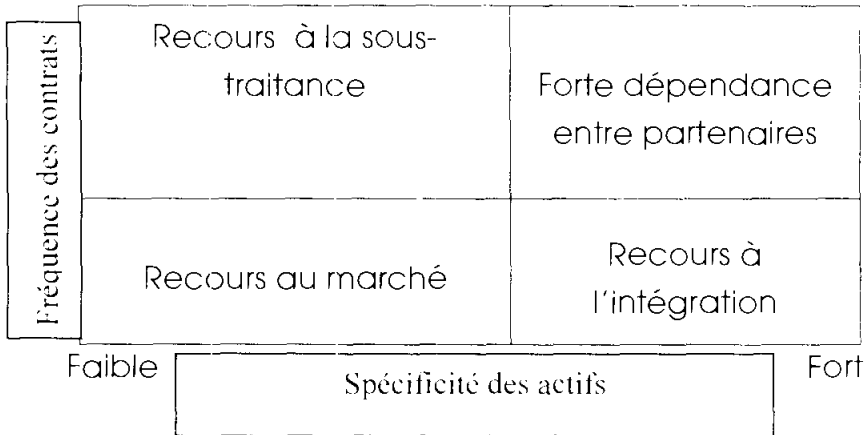 Fréquence des contrats
Recours à la sous-
traitance
Forte dépendance
entre partenaires
Recours au marché
Recours à
l'intégration
Faible
Spécificité des actifs
Fort